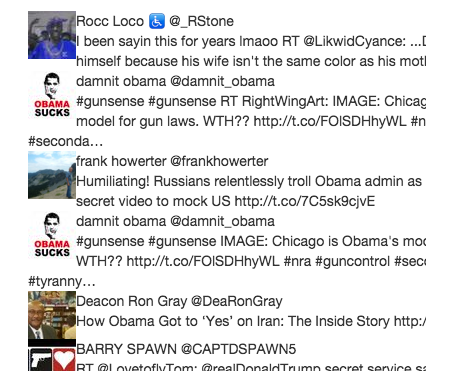 Rocc Loco ♿ @_RStone
I been sayin this for years lmaoo RT @LikwidCyance: ...D
himself because his wife isn't the same color as his moth
damnit obama @damnit_obama
OBAMA
SUCKS
#gunsense #gunsense RT RightWingArt: IMAGE: Chicag
model for gun laws. WTH?? http://t.co/FOlSDHhyWL #n
#seconda…
frank howerter @frankhowerter
Humiliating! Russians relentlessly troll Obama admin as
secret video to mock US http://t.co/7C5sk9cjvE
damnit obama @damnit_obama
OBAMA
SUCKS
#gunsense #gunsense IMAGE: Chicago is Obama's mod
WTH?? http://t.co/FOlSDHhyWL #nra #guncontrol #seco
#tyranny…
Deacon Ron Gray @DeaRonGray
How Obama Got to ‘Yes’ on Iran: The Inside Story http:/
BARRY SPAWN @CAPTDSPAWN5
RT @LovetoflyTom: @realDonaldTrump secret service sa